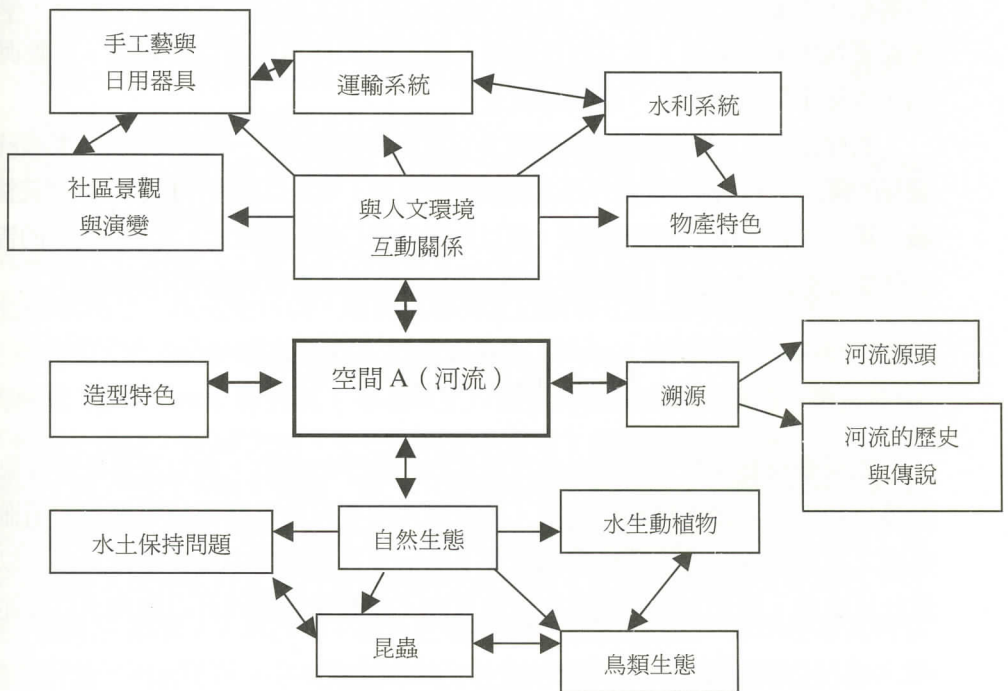 手工藝與
日用器具
運輸系統
水利系統
社區景觀
與演變
與人文環境
互動關係
物產特色
造型特色
空間 A（河流）
溯源
河流源頭
河流的歷史
與傳說
水土保持問題
自然生態
水生動植物
昆蟲
鳥類生態